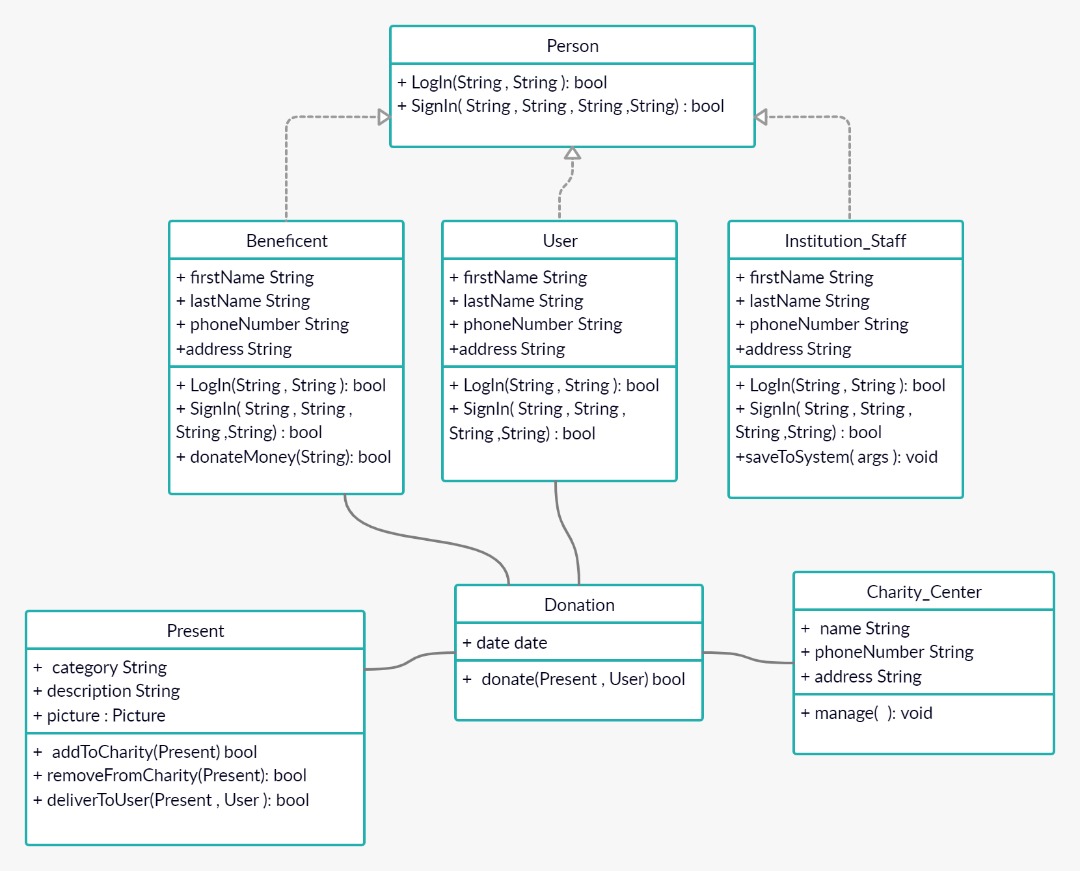 Person
+ LogIn(String , String ): bool
+ SignIn( String , String , String ,String) : bool
Beneficent
+ firstName String
+ lastName String
+ phoneNumber String
+address String
+ LogIn(String , String ): bool
+ SignIn( String , String ,
String ,String) : bool
+ donateMoney(String): bool
User
+ firstName String
+ lastName String
+ phoneNumber String
+address String
+ LogIn(String , String ): bool
+ SignIn( String , String ,
String ,String) : bool
Institution_Staff
+ firstName String
+ lastName String
+ phoneNumber String
+address String
+ LogIn(String , String ): bool
+ SignIn( String , String ,
String ,String) : bool
+saveToSystem( args ): void
Present
+  category String
+ description String
+ picture : Picture
+  addToCharity(Present) bool
+ removeFromCharity(Present): bool
+ deliverToUser(Present , User ): bool
Donation
+ date date
+  donate(Present , User) bool
Charity_Center
+  name String
+ phoneNumber String
+ address String
+ manage(  ): void